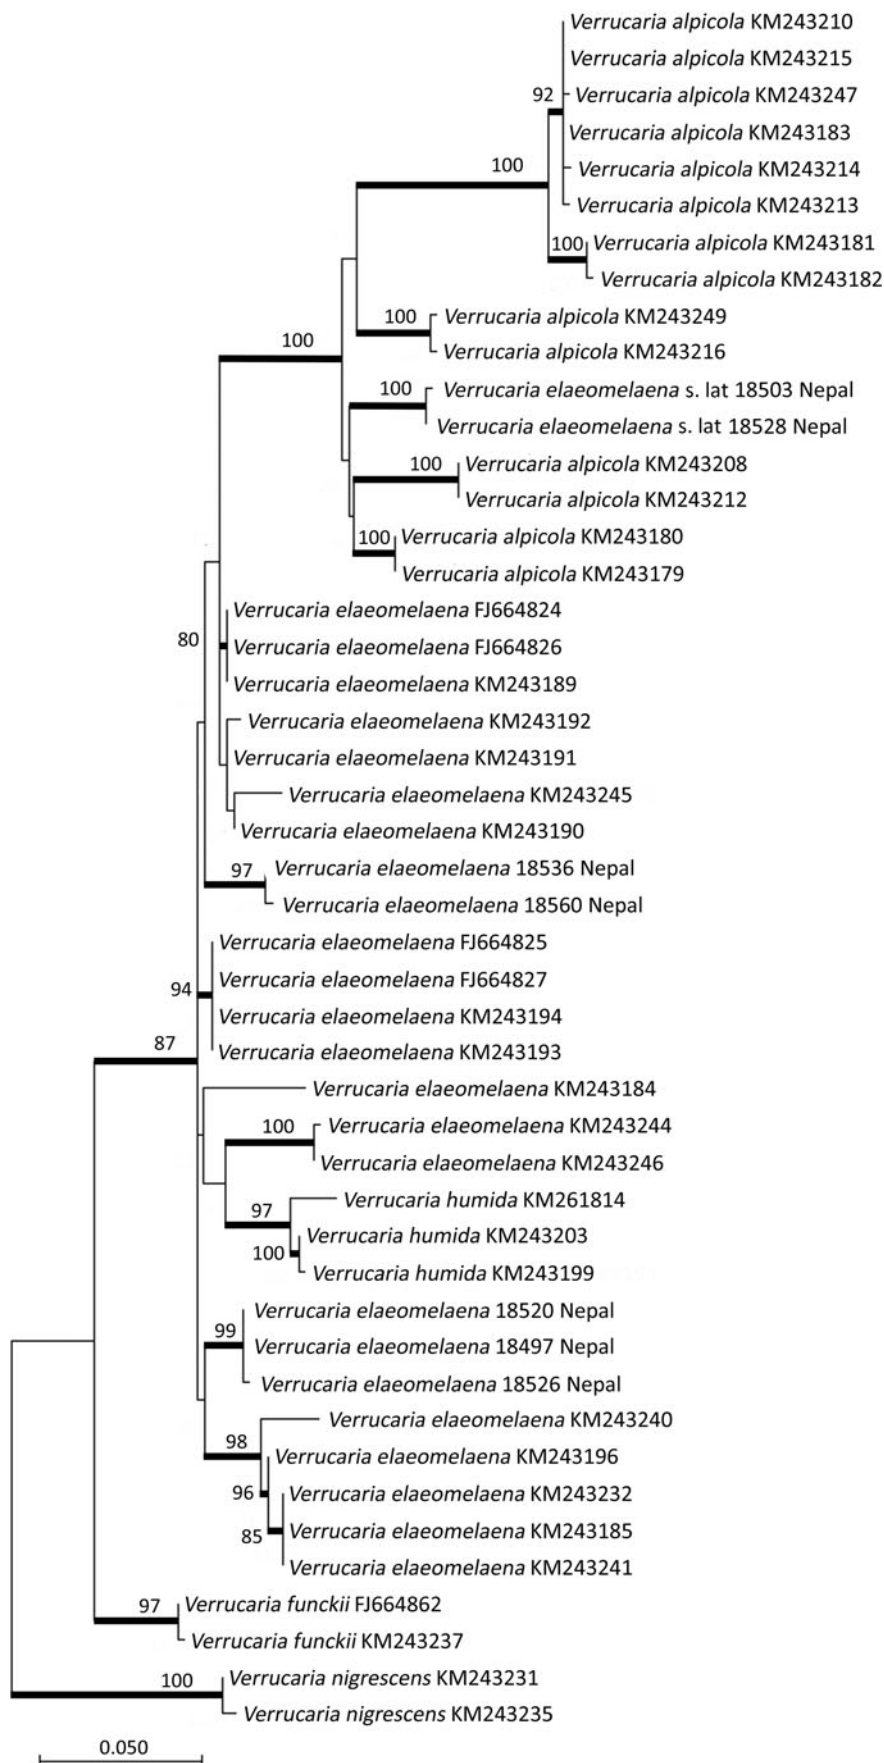 Verrucaria alpicola KM243210
Verrucaria alpicola KM243215
92
Verrucaria alpicola KM243247
Verrucaria alpicola KM243183
100
Verrucaria alpicola KM243214
Verrucaria alpicola KM243213
100
Verrucaria alpicola KM243181
Verrucaria alpicola KM243182
100
Verrucaria alpicola KM243249
100
Verrucaria alpicola KM243216
100
Verrucaria elaeomelaena s. lat 18503 Nepal
Verrucaria elaeomelaena s. lat 18528 Nepal
100
Verrucaria alpicola KM243208
Verrucaria alpicola KM243212
100
Verrucaria alpicola KM243180
Verrucaria alpicola KM243179
Verrucaria elaeomelaena FJ664824
80
Verrucaria elaeomelaena FJ664826
Verrucaria elaeomelaena KM243189
Verrucaria elaeomelaena KM243192
Verrucaria elaeomelaena KM243191
Verrucaria elaeomelaena KM243245
Verrucaria elaeomelaena KM243190
97
Verrucaria elaeomelaena 18536 Nepal
Verrucaria elaeomelaena 18560 Nepal
Verrucaria elaeomelaena FJ664825
94
Verrucaria elaeomelaena FJ664827
Verrucaria elaeomelaena KM243194
87
Verrucaria elaeomelaena KM243193
Verrucaria elaeomelaena KM243184
100
Verrucaria elaeomelaena KM243244
Verrucaria elaeomelaena KM243246
97
Verrucaria humida KM261814
Verrucaria humida KM243203
100
Verrucaria humida KM243199
Verrucaria elaeomelaena 18520 Nepal
99
Verrucaria elaeomelaena 18497 Nepal
Verrucaria elaeomelaena 18526 Nepal
Verrucaria elaeomelaena KM243240
98
Verrucaria elaeomelaena KM243196
96
Verrucaria elaeomelaena KM243232
85
Verrucaria elaeomelaena KM243185
Verrucaria elaeomelaena KM243241
97
Verrucaria funckii FJ664862
Verrucaria funckii KM243237
100
Verrucaria nigrescens KM243231
Verrucaria nigrescens KM243235
0.050